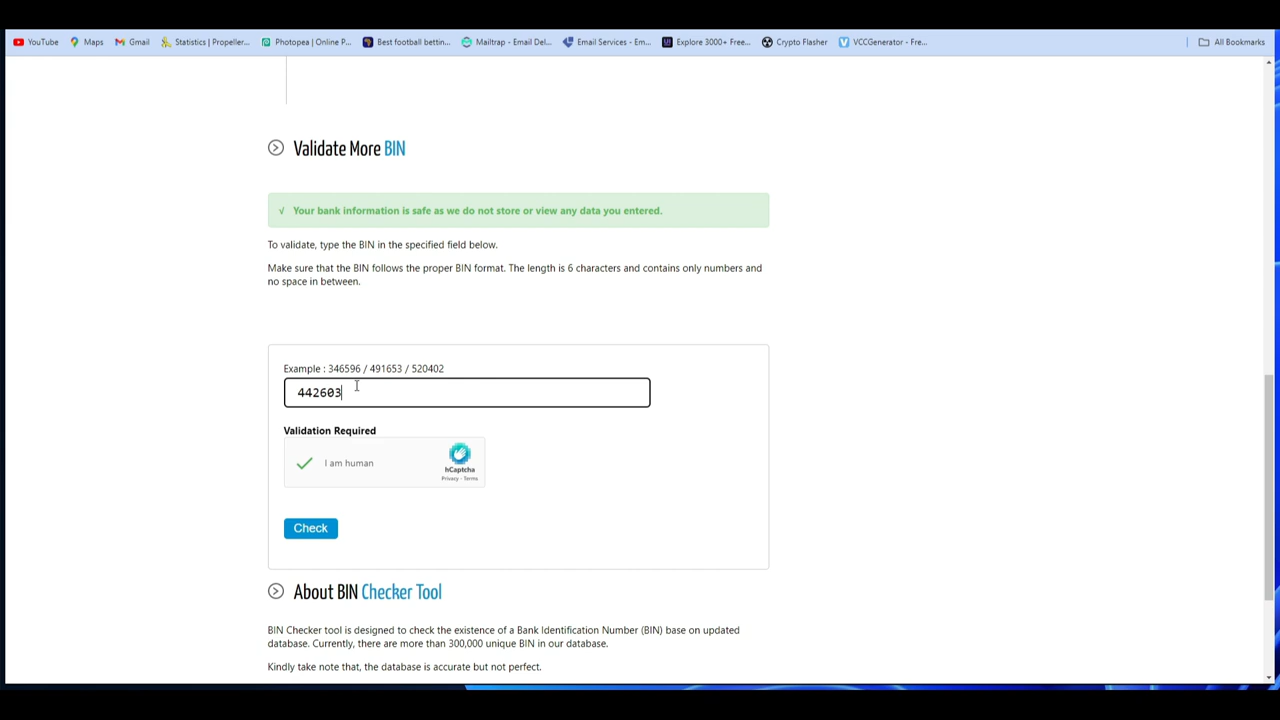 YouTube Maps Gmail Statistics | Propeller... Photopea | Online P... Best football bettin... Mailtrap - Email Del... Email Services - Em... Explore 3000+ Free... Crypto Flasher VCCGenerator - Fre... All Bookmarks
Validate More BIN
√ Your bank information is safe as we do not store or view any data you entered.
To validate, type the BIN in the specified field below.
Make sure that the BIN follows the proper BIN format. The length is 6 characters and contains only numbers and
no space in between.
Example : 346596 / 491653 / 520402
442603
Validation Required
I am human
hCaptcha
Privacy - Terms
Check
About BIN Checker Tool
BIN Checker tool is designed to check the existence of a Bank Identification Number (BIN) base on updated
database. Currently, there are more than 300,000 unique BIN in our database.
Kindly take note that, the database is accurate but not perfect.